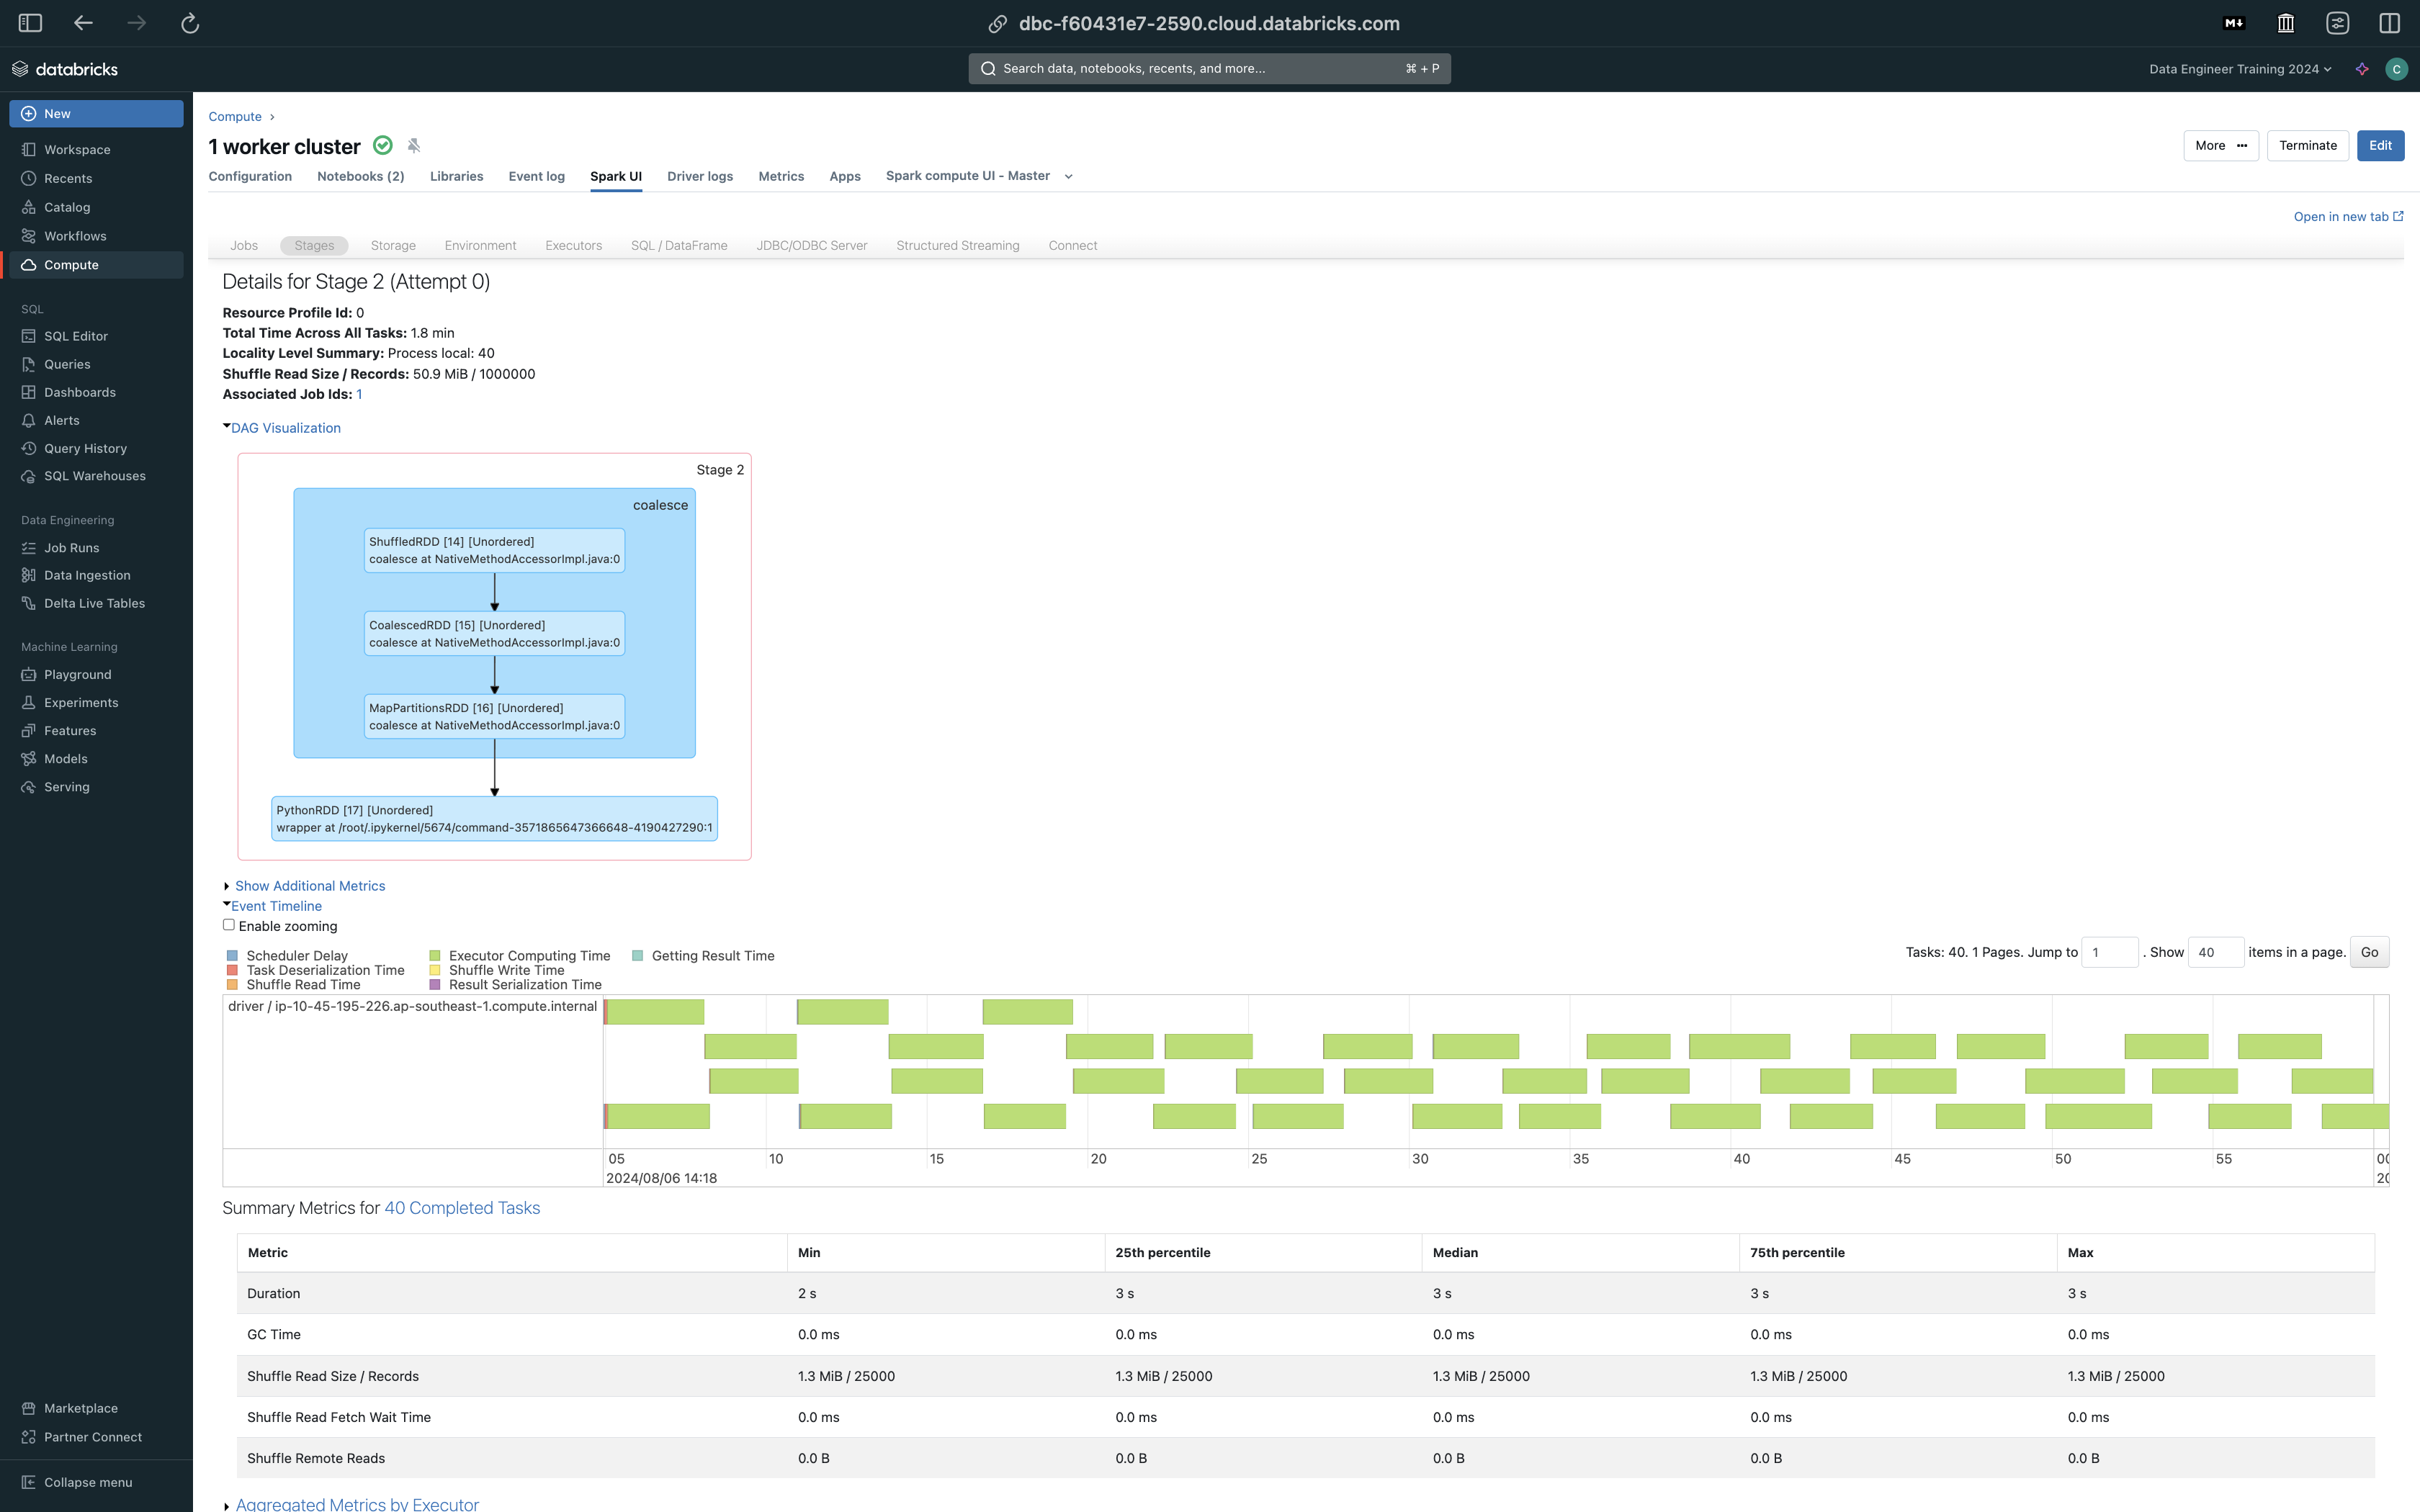 dbc-f60431e7-2590.cloud.databricks.com
M↓
databricks
Search data, notebooks, recents, and more...
⌘ + P
Data Engineer Training 2024
C
New
Workspace
Recents
Catalog
Workflows
Compute
SQL
SQL Editor
Queries
Dashboards
Alerts
Query History
SQL Warehouses
Data Engineering
Job Runs
Data Ingestion
Delta Live Tables
Machine Learning
Playground
Experiments
Features
Models
Serving
Marketplace
Partner Connect
Collapse menu
Compute ›
1 worker cluster
More ...
Terminate
Edit
Configuration Notebooks (2) Libraries Event log Spark UI Driver logs Metrics Apps Spark compute UI - Master
Open in new tab
Jobs Stages Storage Environment Executors SQL / DataFrame JDBC/ODBC Server Structured Streaming Connect
Details for Stage 2 (Attempt 0)
Resource Profile Id: 0
Total Time Across All Tasks: 1.8 min
Locality Level Summary: Process local: 40
Shuffle Read Size / Records: 50.9 MiB / 1000000
Associated Job Ids: 1
DAG Visualization
Stage 2
coalesce
ShuffledRDD [14] [Unordered]
coalesce at NativeMethodAccessorImpl.java:0
CoalescedRDD [15] [Unordered]
coalesce at NativeMethodAccessorImpl.java:0
MapPartitionsRDD [16] [Unordered]
coalesce at NativeMethodAccessorImpl.java:0
PythonRDD [17] [Unordered]
wrapper at /root/.ipykernel/5674/command-3571865647366648-4190427290:1
Show Additional Metrics
Event Timeline
Enable zooming
Scheduler Delay Executor Computing Time Getting Result Time
Task Deserialization Time Shuffle Write Time
Shuffle Read Time Result Serialization Time
Tasks: 40. 1 Pages. Jump to 1 . Show 40 items in a page. Go
driver / ip-10-45-195-226.ap-southeast-1.compute.internal
05 10 15 20 25 30 35 40 45 50 55 00
2024/08/06 14:18 20
Summary Metrics for 40 Completed Tasks
Metric Min 25th percentile Median 75th percentile Max
Duration 2 s 3 s 3 s 3 s 3 s
GC Time 0.0 ms 0.0 ms 0.0 ms 0.0 ms 0.0 ms
Shuffle Read Size / Records 1.3 MiB / 25000 1.3 MiB / 25000 1.3 MiB / 25000 1.3 MiB / 25000 1.3 MiB / 25000
Shuffle Read Fetch Wait Time 0.0 ms 0.0 ms 0.0 ms 0.0 ms 0.0 ms
Shuffle Remote Reads 0.0 B 0.0 B 0.0 B 0.0 B 0.0 B
Aggregated Metrics by Executor